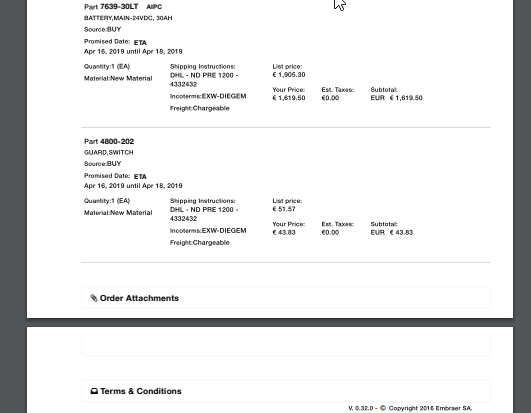 Part 7639-30LT AIPC
BATTERY,MAIN-24VDC, 30AH
Source:BUY
Promised Date: ETA
Apr 16, 2019 until Apr 18, 2019
Quantity:1 (EA)
Material:New Material
Shipping Instructions:
DHL - ND PRE 1200 -
4332432
Incoterms:EXW-DIEGEM
Freight:Chargeable
List price:
€ 1,905.30
Your Price:
€ 1,619.50
Est. Taxes:
€0.00
Subtotal:
EUR € 1,619.50
Part 4800-202
GUARD,SWITCH
Source:BUY
Promised Date: ETA
Apr 16, 2019 until Apr 18, 2019
Quantity:1 (EA)
Material:New Material
Shipping Instructions:
DHL - ND PRE 1200 -
4332432
Incoterms:EXW-DIEGEM
Freight:Chargeable
List price:
€ 51.57
Your Price:
€ 43.83
Est. Taxes:
€0.00
Subtotal:
EUR € 43.83
Order Attachments
Terms & Conditions
V. 0.32.0 - © Copyright 2016 Embraer SA.